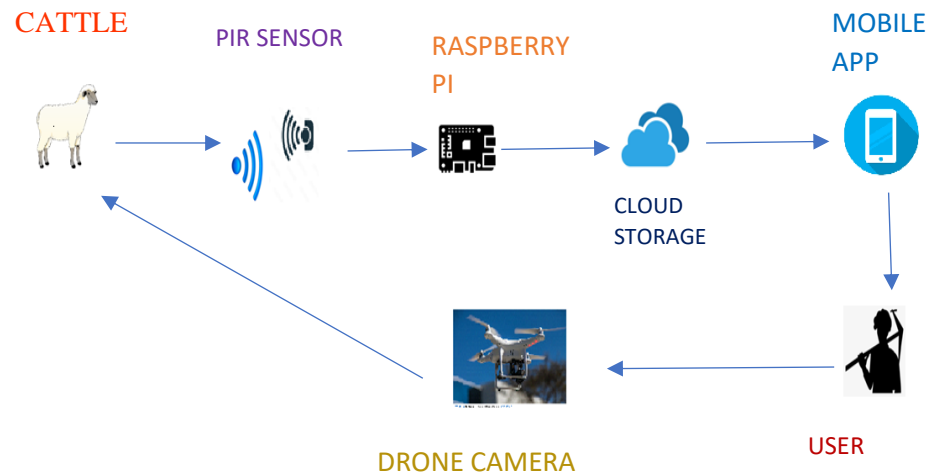 CATTLE
PIR SENSOR
RASPBERRY
PI
MOBILE
APP
CLOUD
STORAGE
DRONE CAMERA
USER